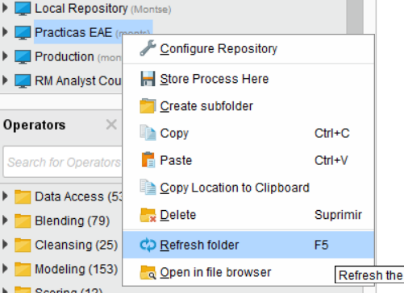 Local Repository (Montse)
Practicas EAE (monts)
Production (mon
RM Analyst Cou
Configure Repository
Store Process Here
Create subfolder
Copy Ctrl+C
Paste Ctrl+V
Copy Location to Clipboard
Delete Suprimir
Refresh folder F5
Open in file browser
Refresh the
Operators
Search for Operators
Data Access (53
Blending (79)
Cleansing (25)
Modeling (153)
Scoring (12)